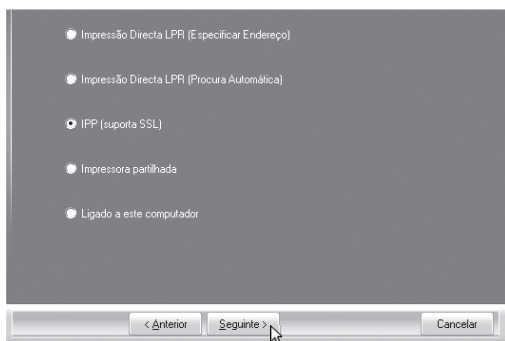 Impressão Directa LPR (Especificar Endereço)
Impressão Directa LPR (Procura Automática)
IPP (suporta SSL)
Impressora partilhada
Ligado a este computador
< Anterior Seguinte > Cancelar